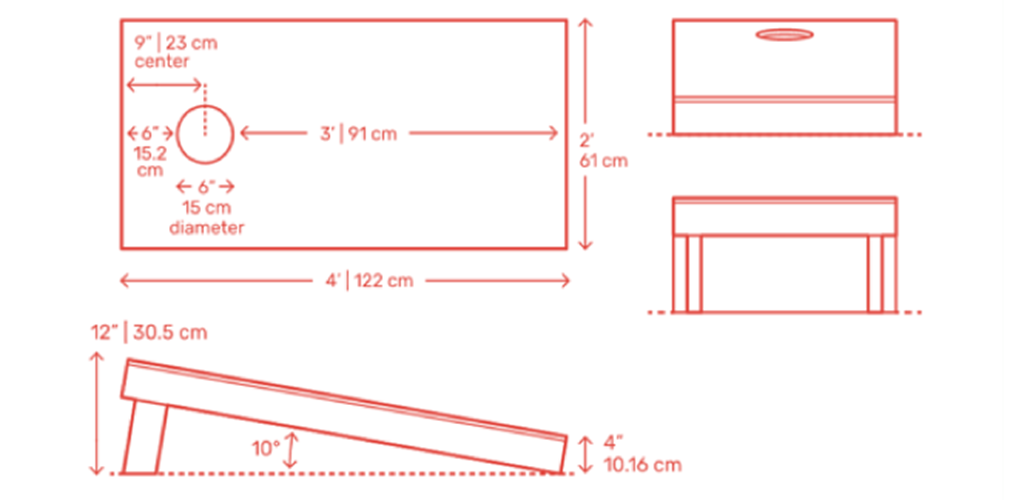 9" | 23 cm
center
6"
15.2
cm
3' | 91 cm
2'
61 cm
6"
15 cm
diameter
4' | 122 cm
12" | 30.5 cm
10°
4"
10.16 cm